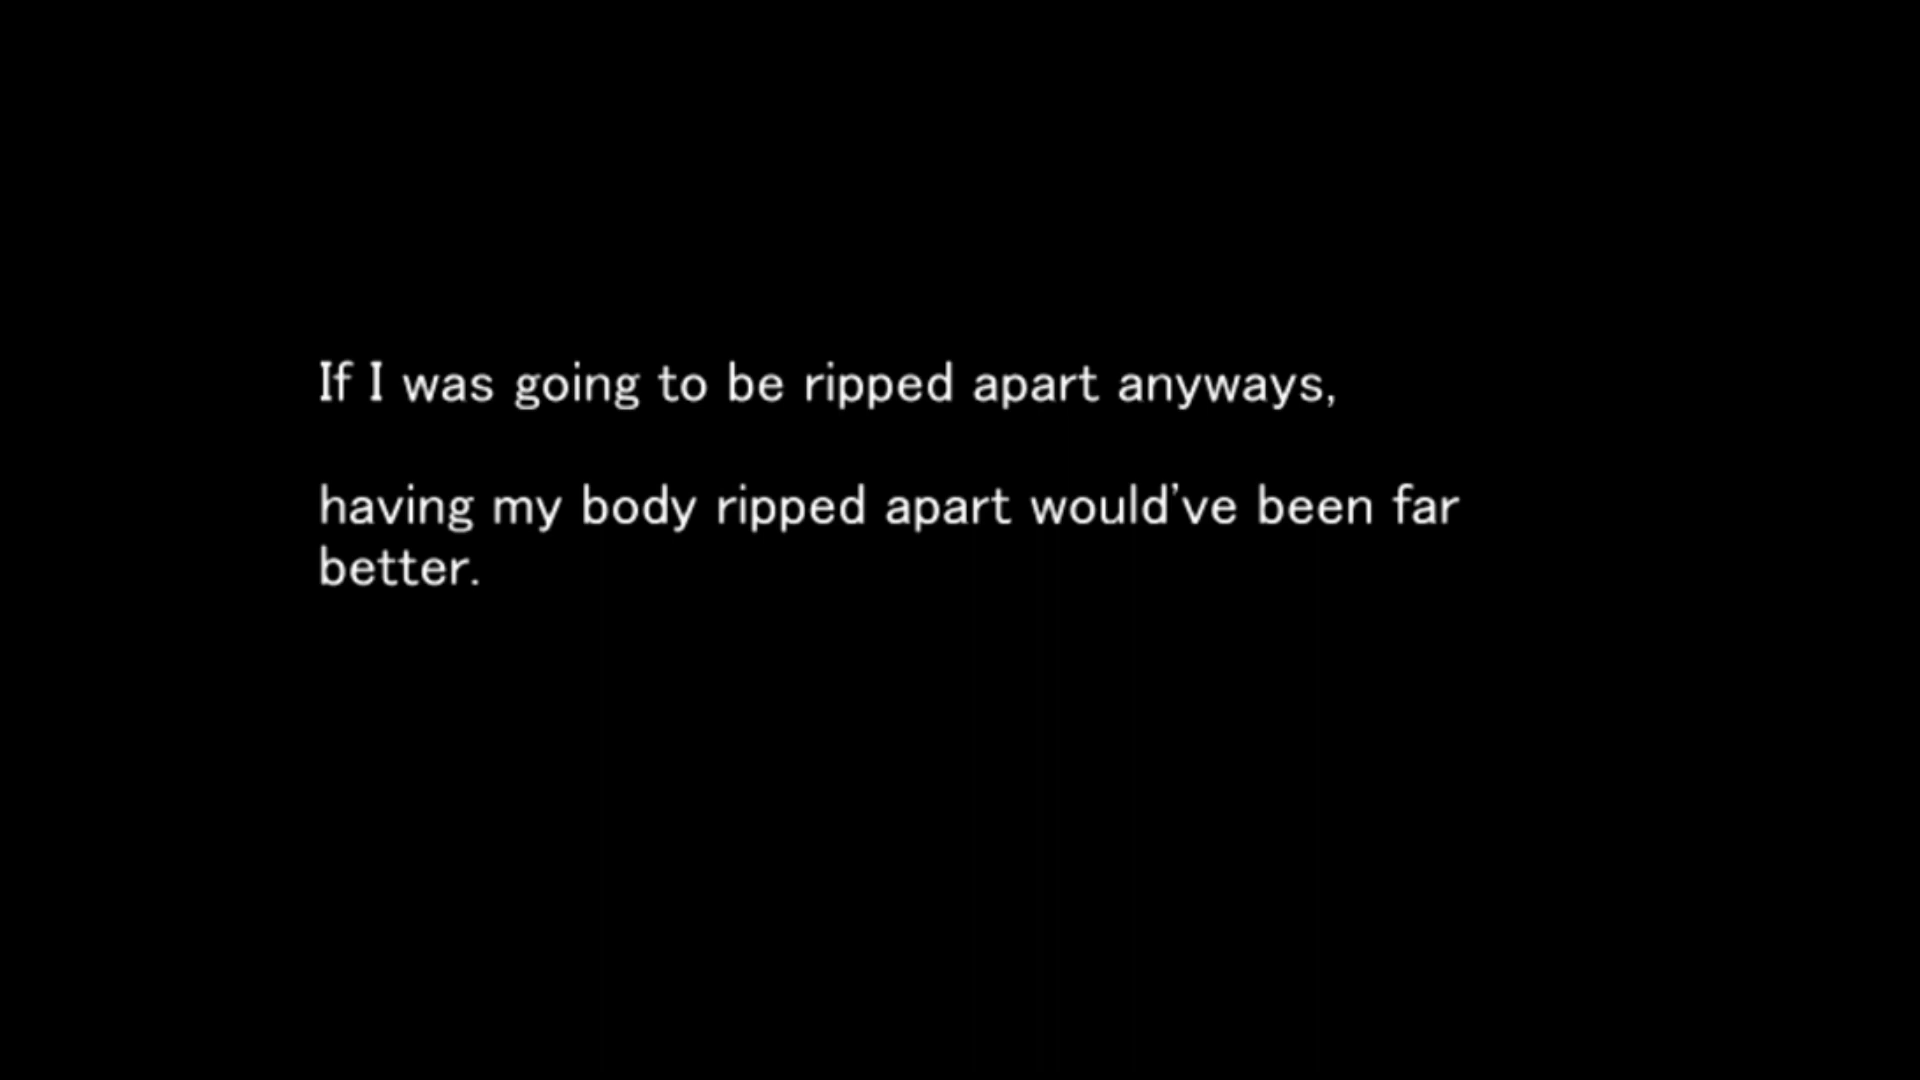 If I was going to be ripped apart anyways,
having my body ripped apart would've been far
better.